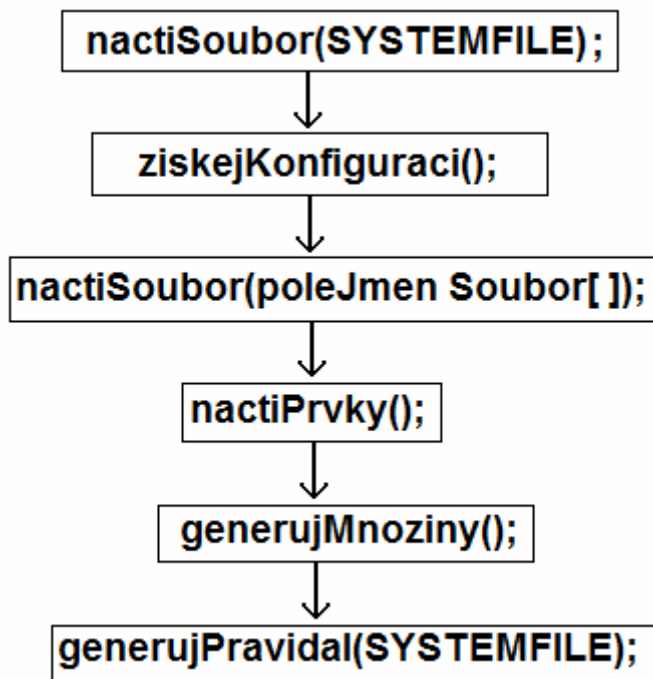 nactiSoubor(SYSTEMFILE);
ziskejKonfiguraci();
nactiSoubor(poleJmen Soubor[ ]);
nactiPrvky();
generujMnoziny();
generujPravidal(SYSTEMFILE);